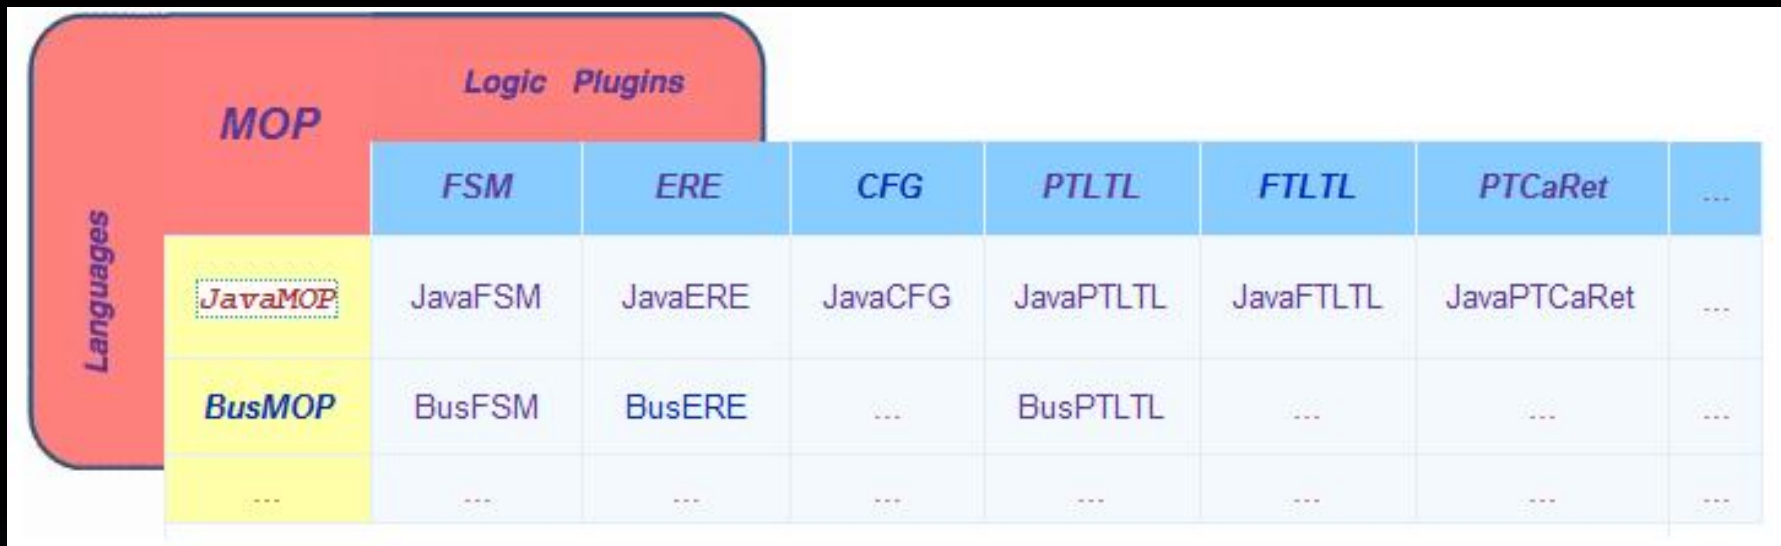 Logic Plugins
MOP
FSM ERE CFG PTLTL FTLTL PTCaRet ...
Languages
JavaMOP JavaFSM JavaERE JavaCFG JavaPTLTL JavaFTLTL JavaPTCaRet ...
BusMOP BusFSM BusERE ... BusPTLTL ... ... ...
... ... ... ... ... ... ... ...